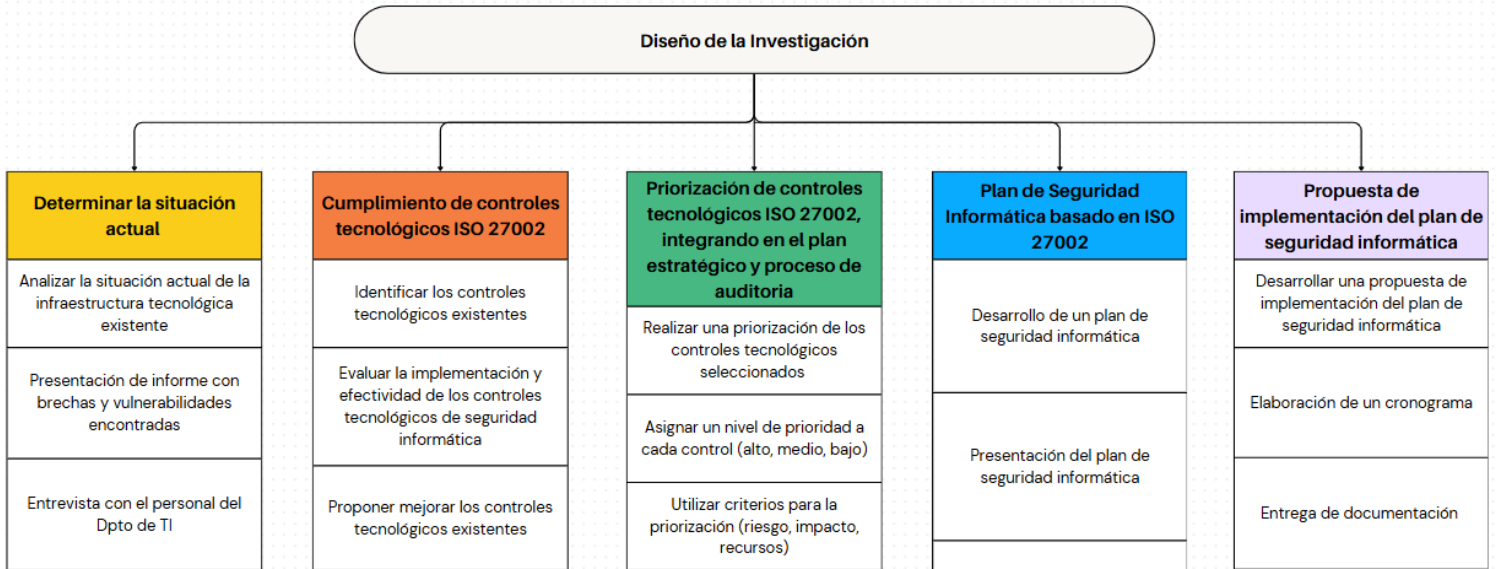 Diseño de la Investigación
Determinar la situación
actual
Analizar la situación actual de la
infraestructura tecnológica
existente
Presentación de informe con
brechas y vulnerabilidades
encontradas
Entrevista con el personal del
Dpto de TI
Cumplimiento de controles
tecnológicos ISO 27002
Identificar los controles
tecnológicos existentes
Evaluar la implementación y
efectividad de los controles
tecnológicos de seguridad
informática
Proponer mejorar los controles
tecnológicos existentes
Priorización de controles
tecnológicos ISO 27002,
integrando en el plan
estratégico y proceso de
auditoria
Realizar una priorización de los
controles tecnológicos
seleccionados
Asignar un nivel de prioridad a
cada control (alto, medio, bajo)
Utilizar criterios para la
priorización (riesgo, impacto,
recursos)
Plan de Seguridad
Informática basado en ISO
27002
Desarrollo de un plan de
seguridad informática
Presentación del plan de
seguridad informática
Propuesta de
implementación del plan de
seguridad informática
Desarrollar una propuesta de
implementación del plan de
seguridad informática
Elaboración de un cronograma
Entrega de documentación